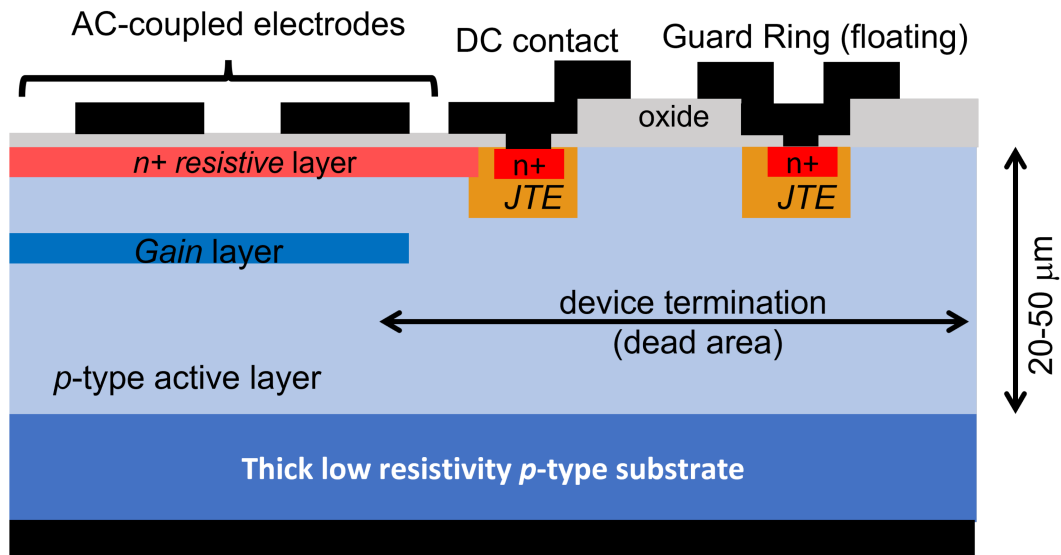 AC-coupled electrodes
DC contact
Guard Ring (floating)
oxide
n+ resistive layer
n+
JTE
n+
JTE
Gain layer
device termination
(dead area)
20-50 μm
p-type active layer
Thick low resistivity p-type substrate